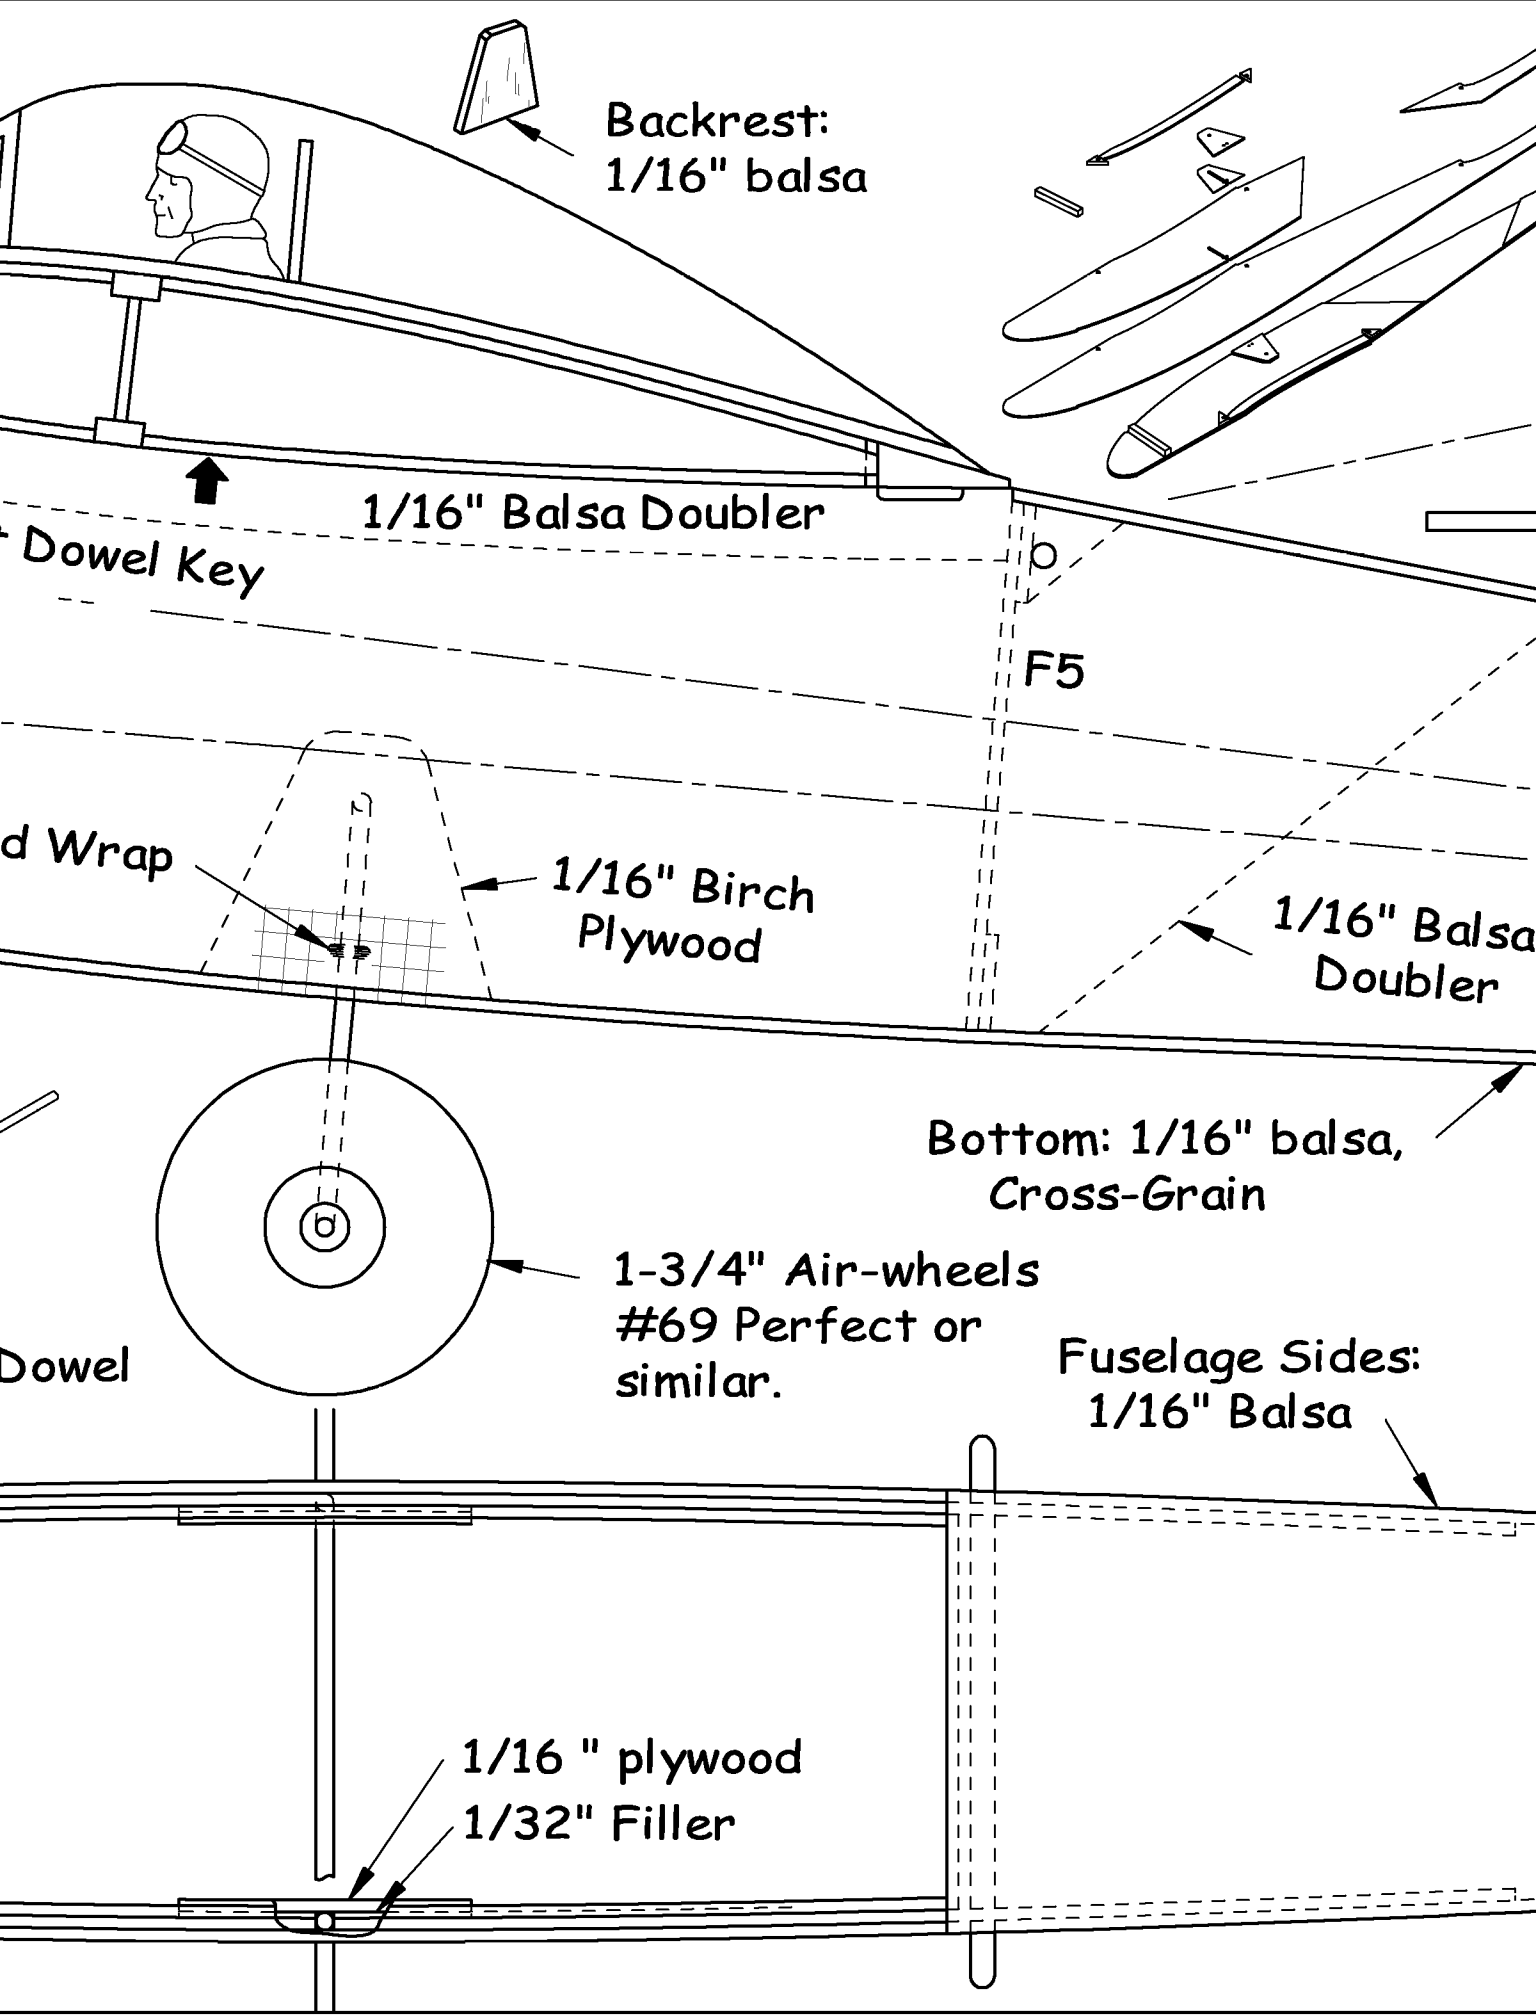 Backrest:
1/16" balsa
1/16" Balsa Doubler
Dowel Key
F5
Wrap
1/16" Birch
Plywood
1/16" Balsa
Doubler
Bottom: 1/16" balsa,
Cross-Grain
1-3/4" Air-wheels
#69 Perfect or
similar.
Dowel
Fuselage Sides:
1/16" Balsa
1/16 " plywood
1/32" Filler